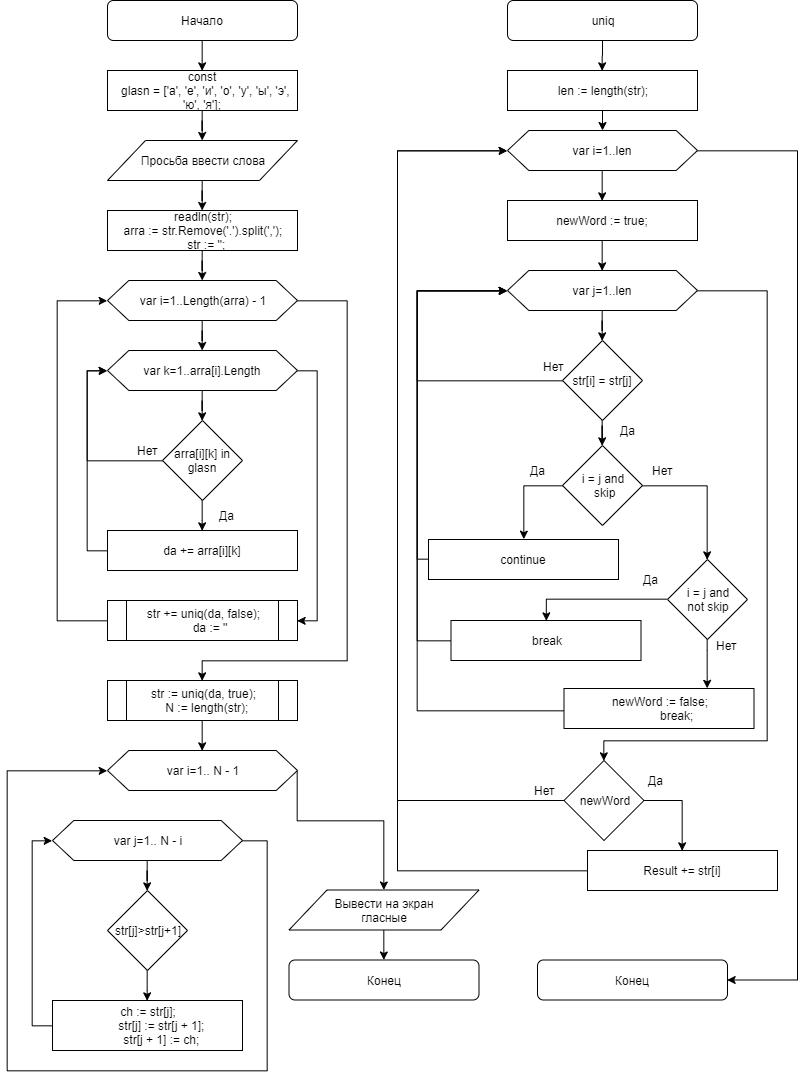 Начало
const
glasn = ['а', 'е', 'и', 'о', 'у', 'ы', 'э',
'ю', 'я'];
Просьба ввести слова
readln(str);
arra := str.Remove('.').split(',');
str := '';
var i=1..Length(arra) - 1
var k=1..arra[i].Length
Нет
arra[i][k] in
glasn
Да
da += arra[i][k]
str += uniq(da, false);
da := ''
str := uniq(da, true);
N := length(str);
var i=1.. N - 1
var j=1.. N - i
str[j]>str[j+1]
ch := str[j];
str[j] := str[j + 1];
str[j + 1] := ch;
Вывести на экран
гласные
Конец
uniq
len := length(str);
var i=1..len
newWord := true;
var j=1..len
Нет
str[i] = str[j]
Да
Да
i = j and
skip
Нет
continue
Да
i = j and
not skip
break
Нет
newWord := false;
break;
Нет
newWord
Да
Result += str[i]
Конец